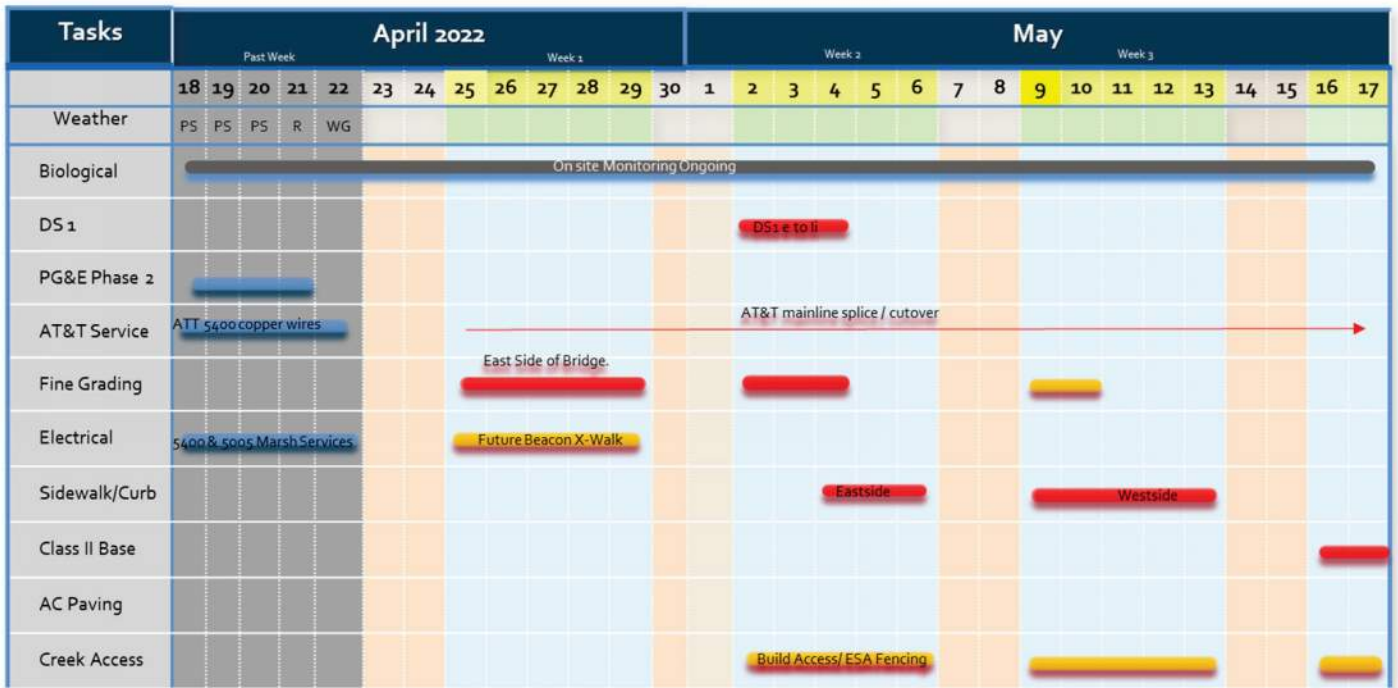 Tasks April 2022 May
Past Week Week 1 Week 2 Week 3
18 19 20 21 22 23 24 25 26 27 28 29 30 1 2 3 4 5 6 7 8 9 10 11 12 13 14 15 16 17
Weather PS PS PS R WG
Biological On site Monitoring Ongoing
DS 1 DS1 e to Ii
PG&E Phase 2
AT&T Service ATT 5400 copper wires AT&T mainline splice / cutover
Fine Grading East Side of Bridge.
Electrical 5400 & 5005 Marsh Services Future Beacon X-Walk
Sidewalk/Curb Eastside Westside
Class II Base
AC Paving
Creek Access Build Access/ ESA Fencing